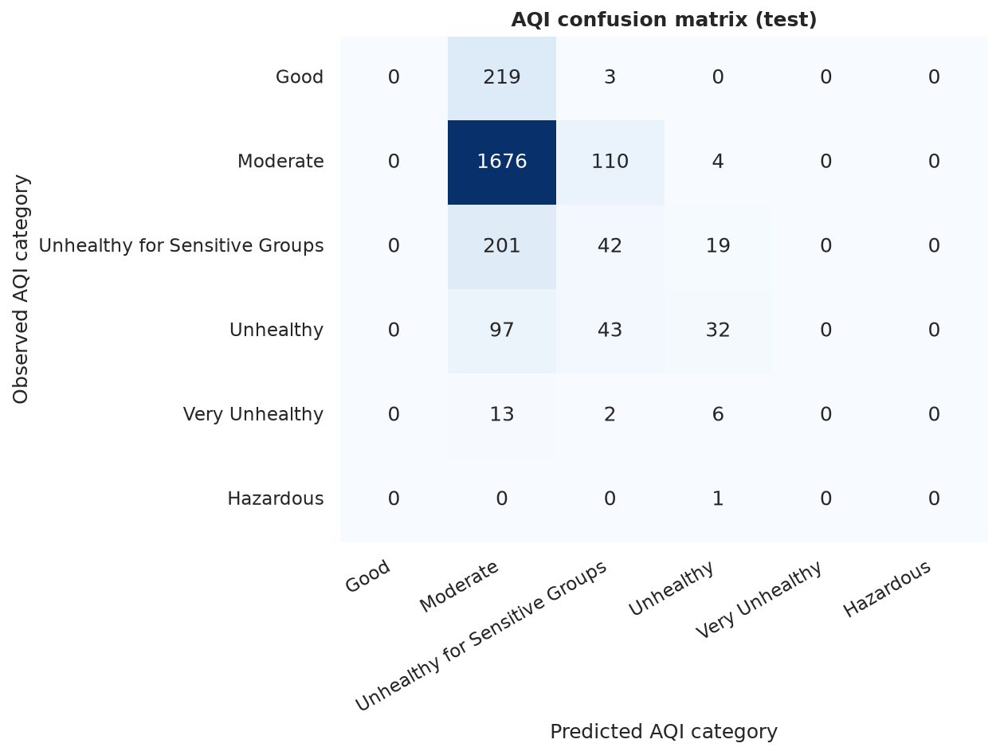 AQI confusion matrix (test)
Observed AQI category
Good 0 219 3 0 0 0
Moderate 0 1676 110 4 0 0
Unhealthy for Sensitive Groups 0 201 42 19 0 0
Unhealthy 0 97 43 32 0 0
Very Unhealthy 0 13 2 6 0 0
Hazardous 0 0 0 1 0 0
Good
Moderate
Unhealthy for Sensitive Groups
Unhealthy
Very Unhealthy
Hazardous
Predicted AQI category